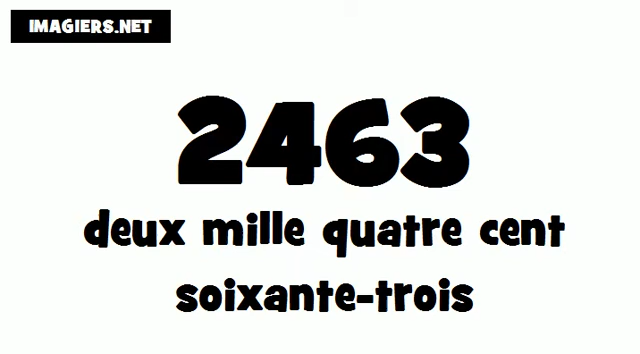 IMAGIERS.NET
2463
deux mille quatre cent
soixante-trois